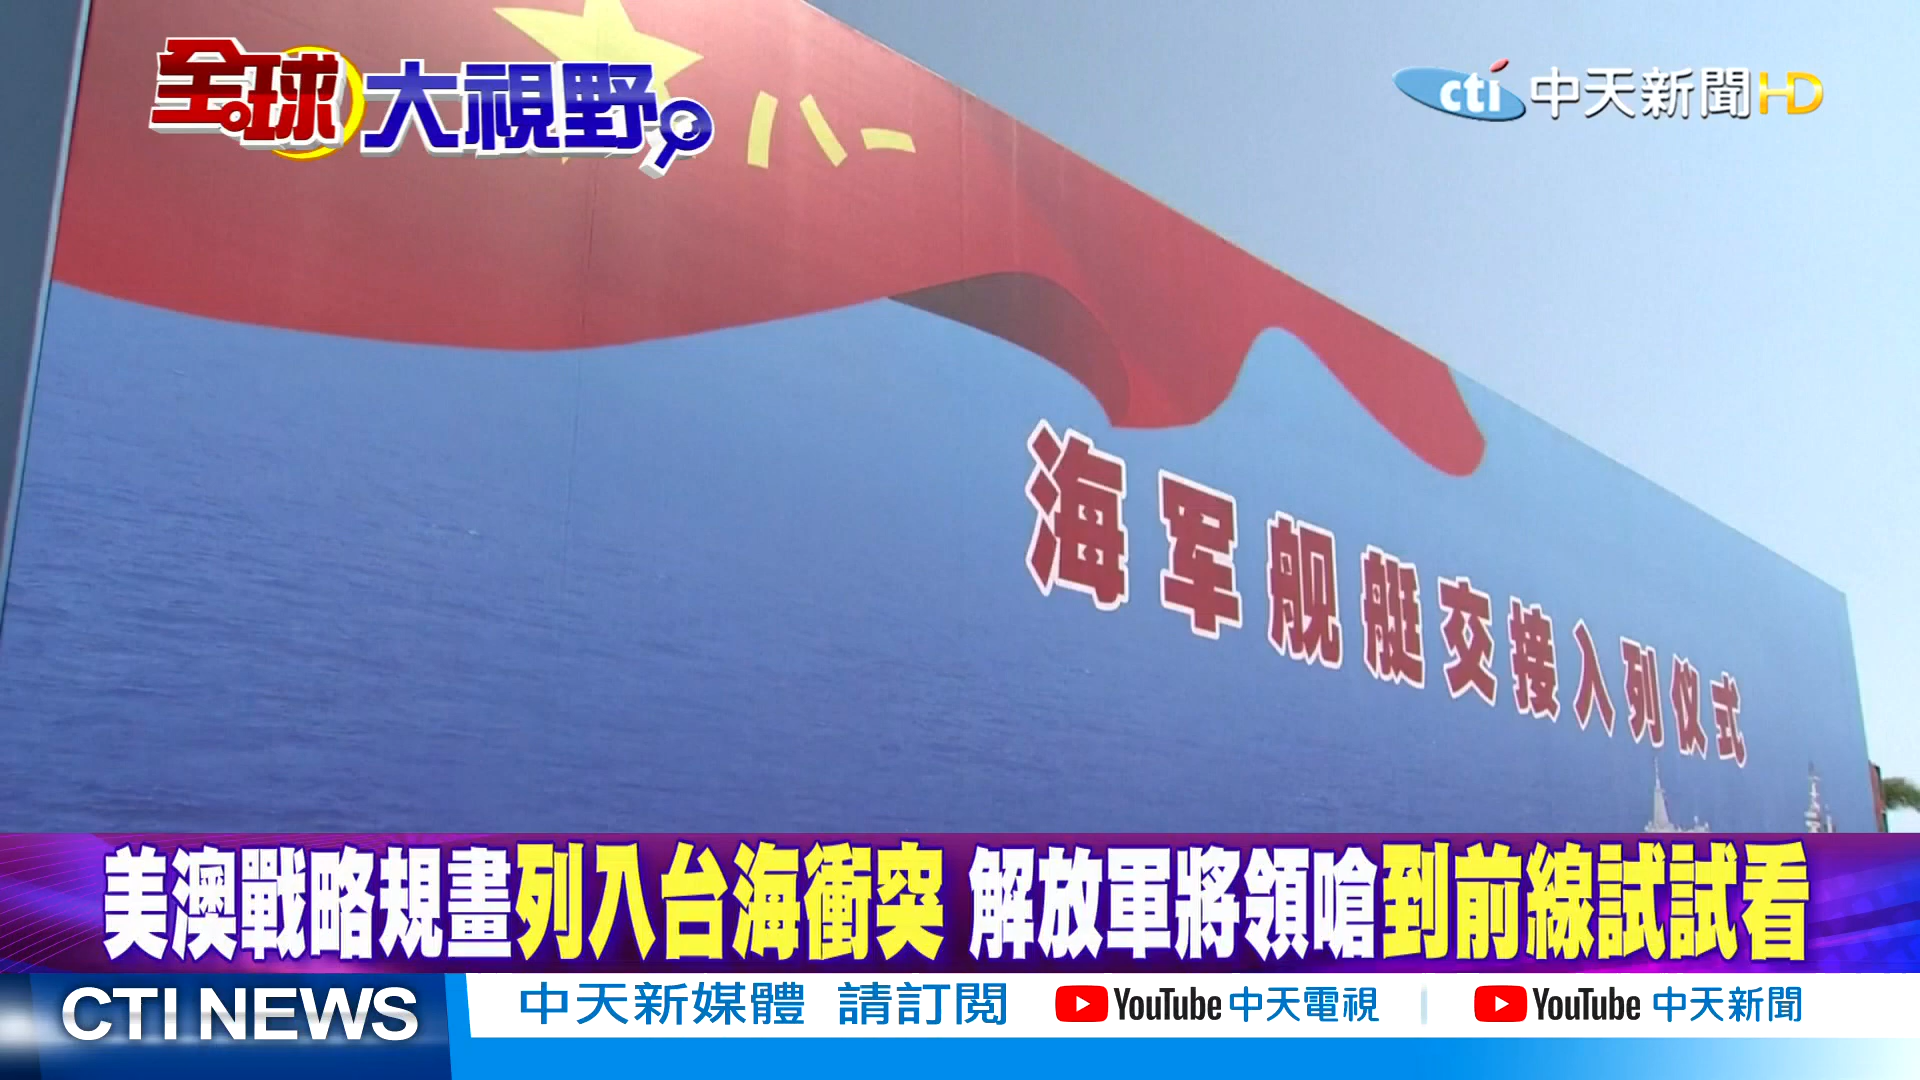 全球大視野
cti 中天新聞HD
八一
海军舰艇交接入列仪式
美澳戰略規畫列入台海衝突 解放軍將領嗆到前線試試看
CTI NEWS
中天新媒體 請訂閱 YouTube 中天電視 | YouTube 中天新聞